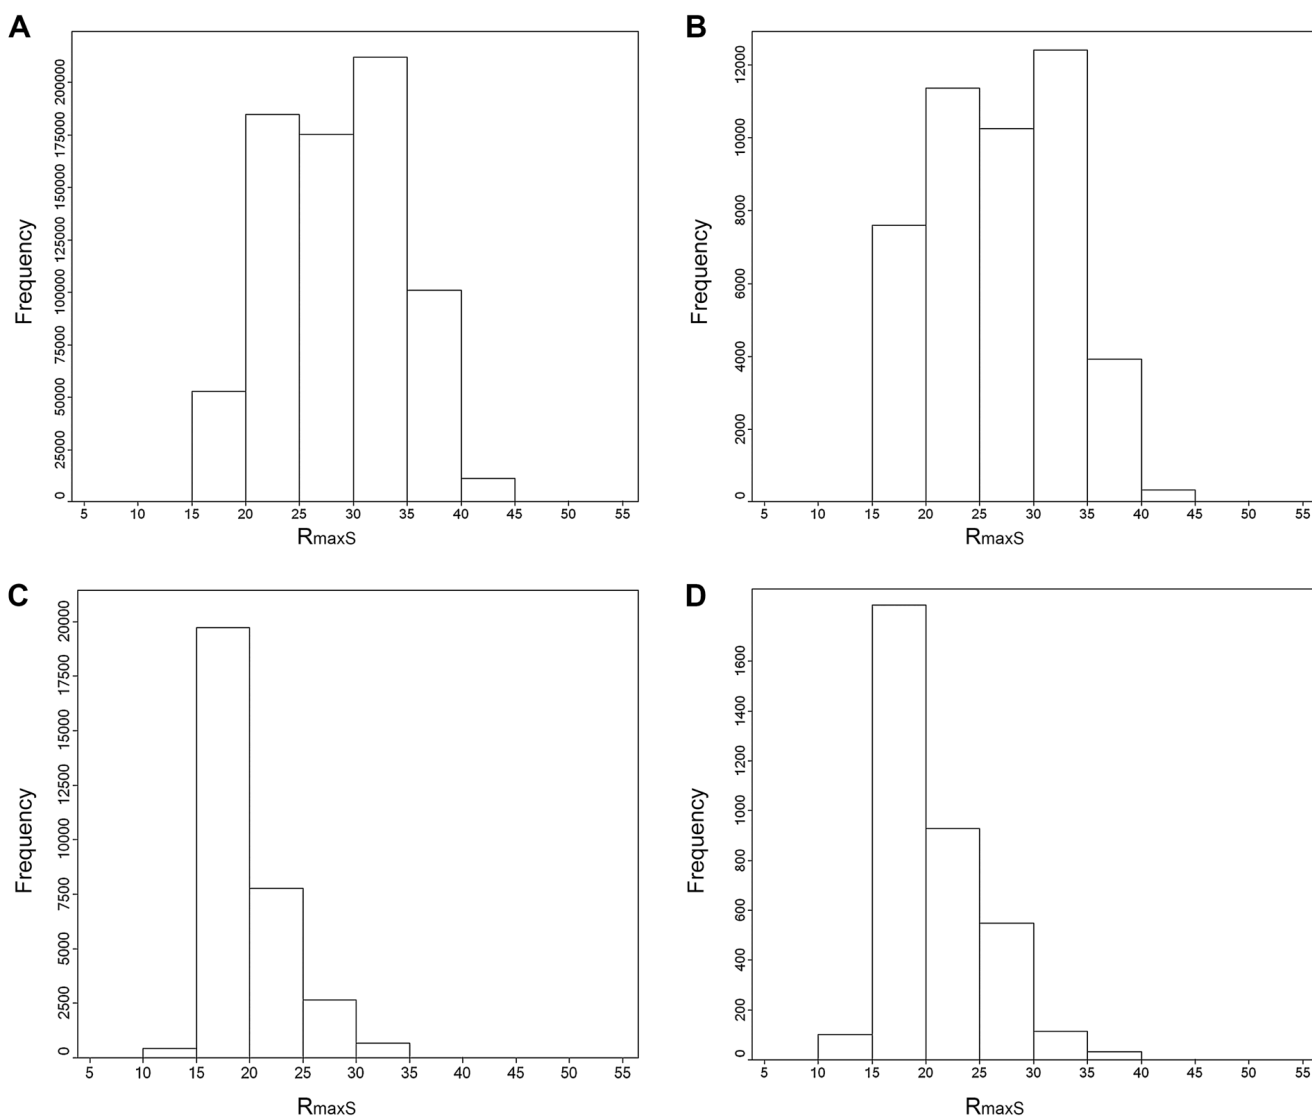 A
Frequency
0 25000 50000 75000 100000 125000 150000 175000 200000
5 10 15 20 25 30 35 40 45 50 55
RmaxS
B
Frequency
0 2000 4000 6000 8000 10000 12000
5 10 15 20 25 30 35 40 45 50 55
RmaxS
C
Frequency
0 2500 5000 7500 10000 12500 15000 17500 20000
5 10 15 20 25 30 35 40 45 50 55
RmaxS
D
Frequency
0 200 400 600 800 1000 1200 1400 1600
5 10 15 20 25 30 35 40 45 50 55
RmaxS